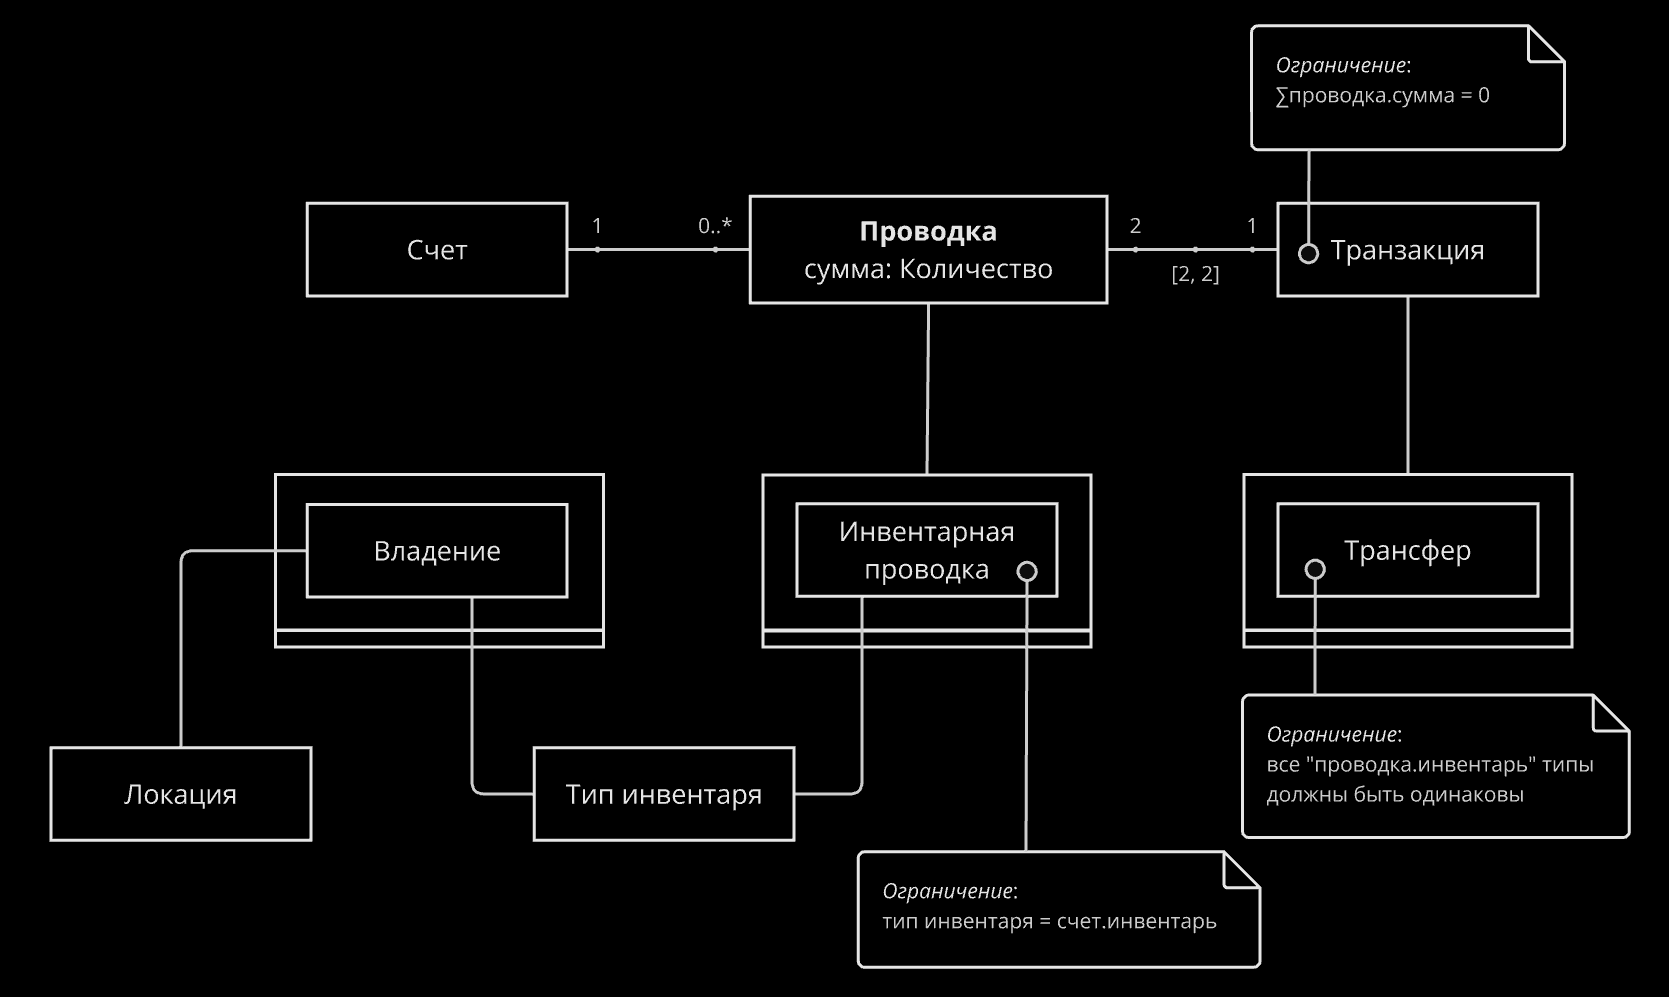 Ограничение:
∑проводка.сумма = 0
Счет
1
0..*
Проводка
сумма: Количество
2
1
[2, 2]
Транзакция
Владение
Инвентарная
проводка
Трансфер
Локация
Тип инвентаря
Ограничение:
все "проводка.инвентарь" типы
должны быть одинаковы
Ограничение:
тип инвентаря = счет.инвентарь